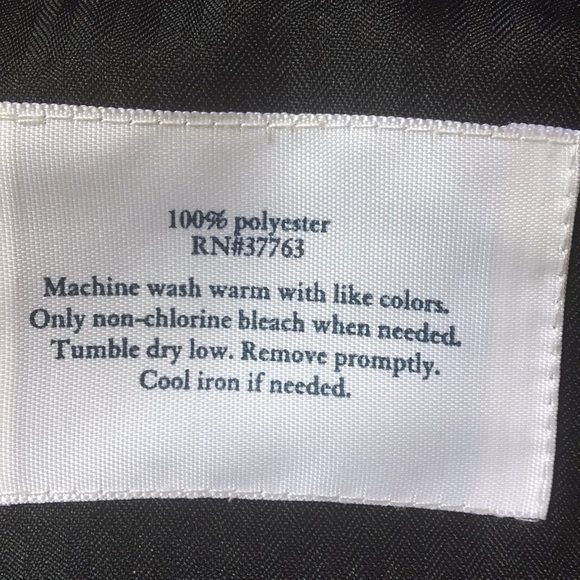 100% polyester
RN#37763
Machine wash warm with like colors.
Only non-chlorine bleach when needed.
Tumble dry low. Remove promptly.
Cool iron if needed.